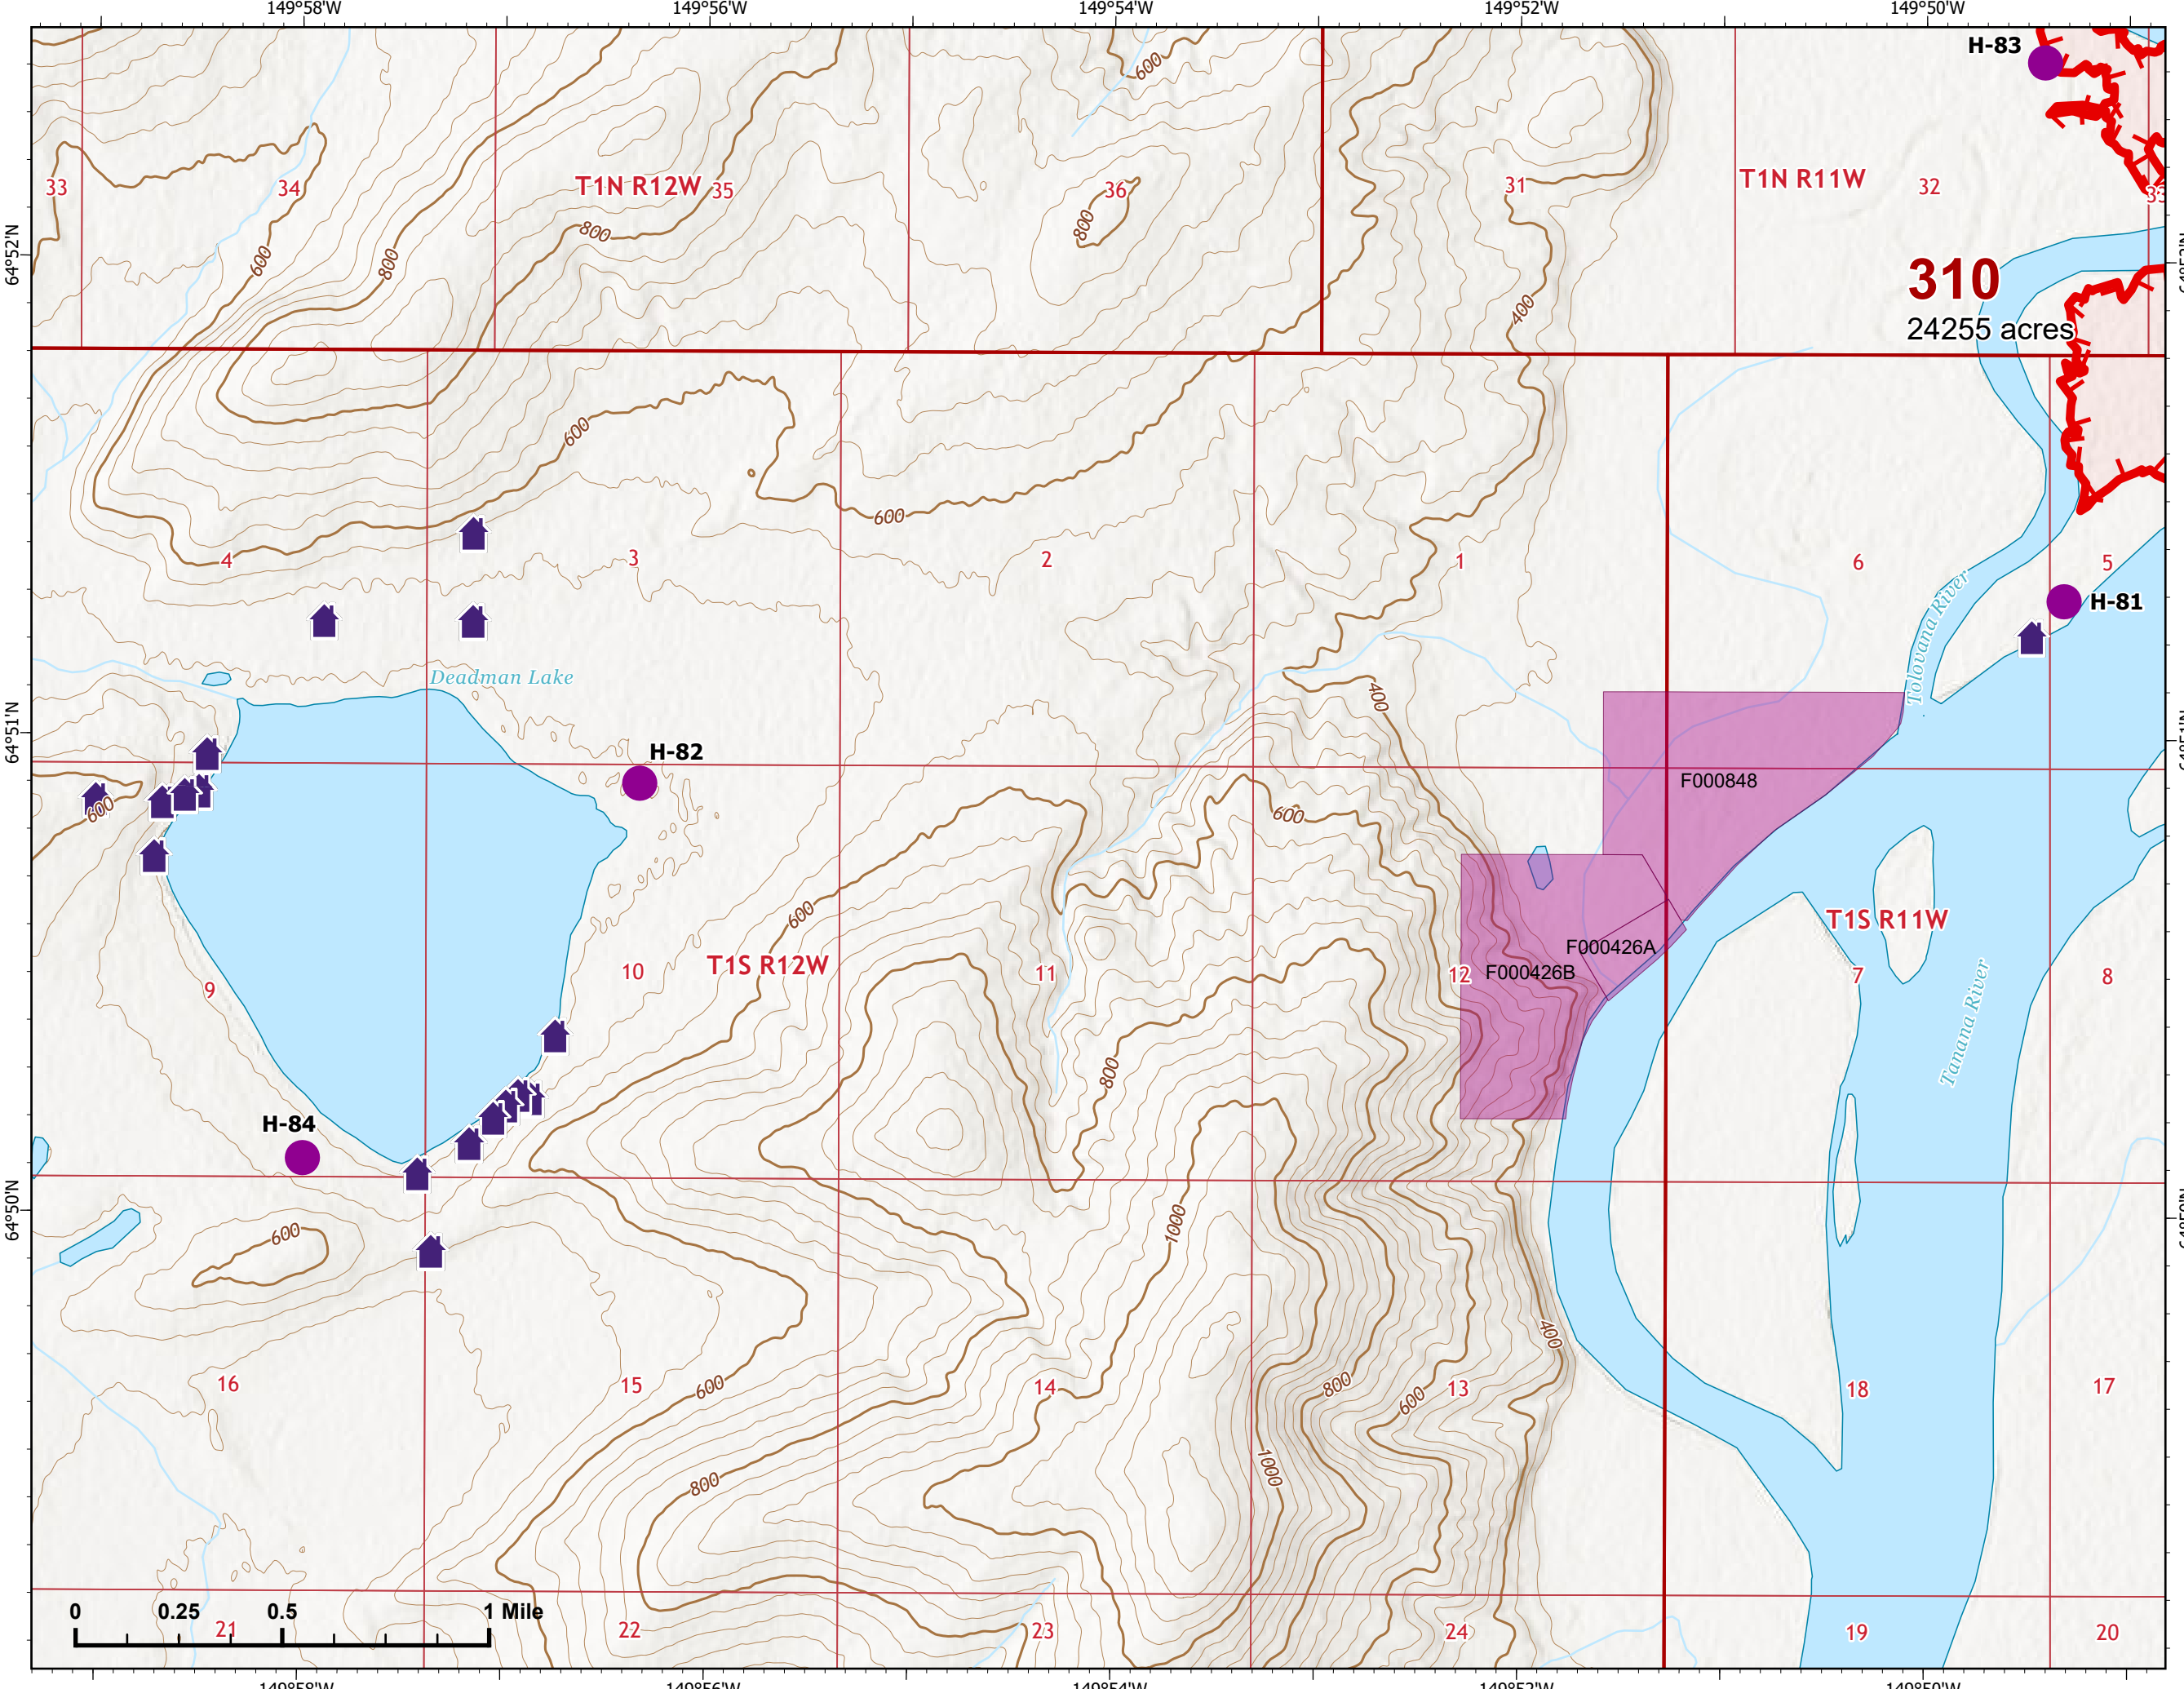 149°58'W 149°56'W 149°54'W 149°52'W 149°50'W
H-83
600
33 34 T1N R12W 35 36 31 T1N R11W 32 33
800
800
64°52'N
600 800
310
400
24255 acres
600
600
4 3 2 1 6 5
Tolovana River
H-81
Deadman Lake
400
64°51'N
H-82
F000848
600
600
600
T1S R11W
F000426A
T1S R12W
10 11 12 F000426B 7 8
9
Tanana River
800
H-84
64°50'N
1000
600
400
16 15 600 14 800 600 13 18 17
1000
800
0 0.25 0.5 1 Mile
21 22 23 24 19 20